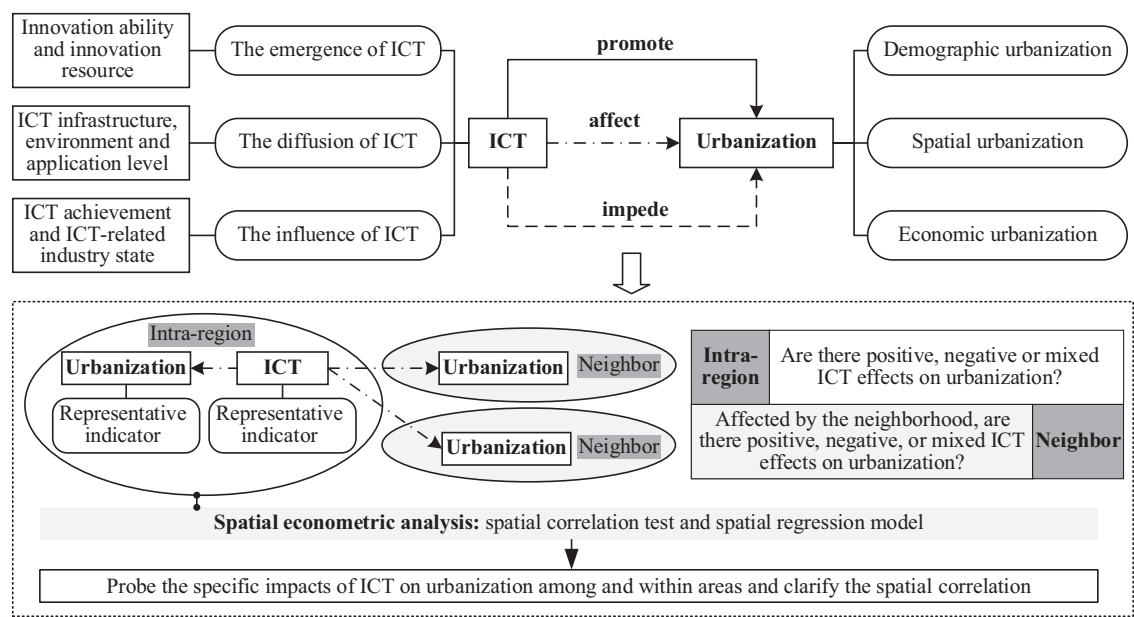 Innovation ability
and innovation
resource
The emergence of ICT
ICT infrastructure,
environment and
application level
The diffusion of ICT
ICT achievement
and ICT-related
industry state
The influence of ICT
ICT
promote
affect
impede
Urbanization
Demographic urbanization
Spatial urbanization
Economic urbanization
Intra-region
Urbanization
ICT
Representative
indicator
Representative
indicator
Urbanization
Neighbor
Urbanization
Neighbor
Intra-
region
Are there positive, negative or mixed
ICT effects on urbanization?
Affected by the neighborhood, are
there positive, negative, or mixed ICT
effects on urbanization?
Neighbor
Spatial econometric analysis: spatial correlation test and spatial regression model
Probe the specific impacts of ICT on urbanization among and within areas and clarify the spatial correlation